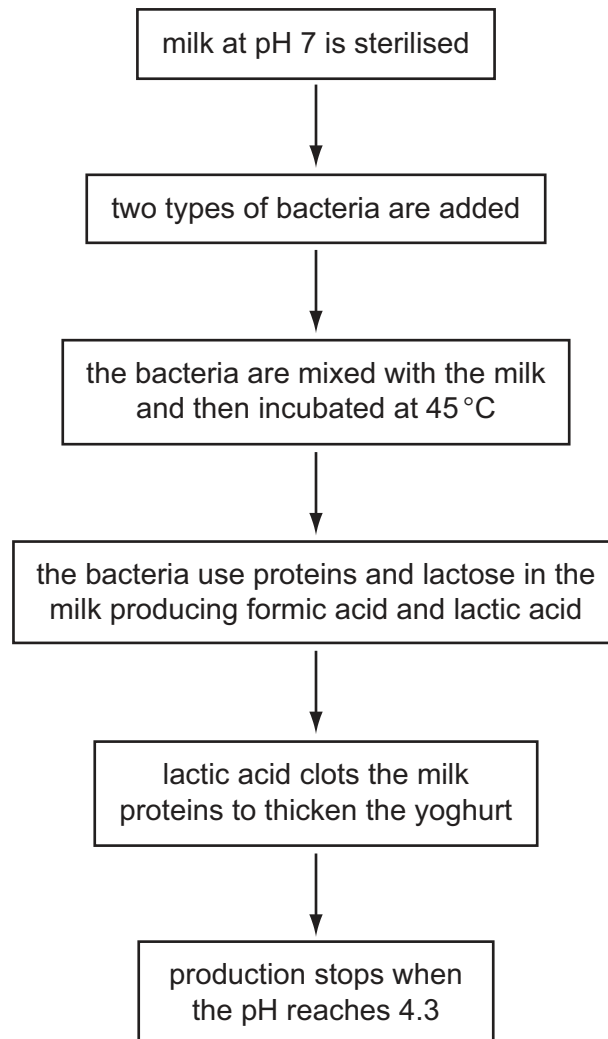 milk at pH 7 is sterilised
two types of bacteria are added
the bacteria are mixed with the milk
and then incubated at 45 °C
the bacteria use proteins and lactose in the
milk producing formic acid and lactic acid
lactic acid clots the milk
proteins to thicken the yoghurt
production stops when
the pH reaches 4.3